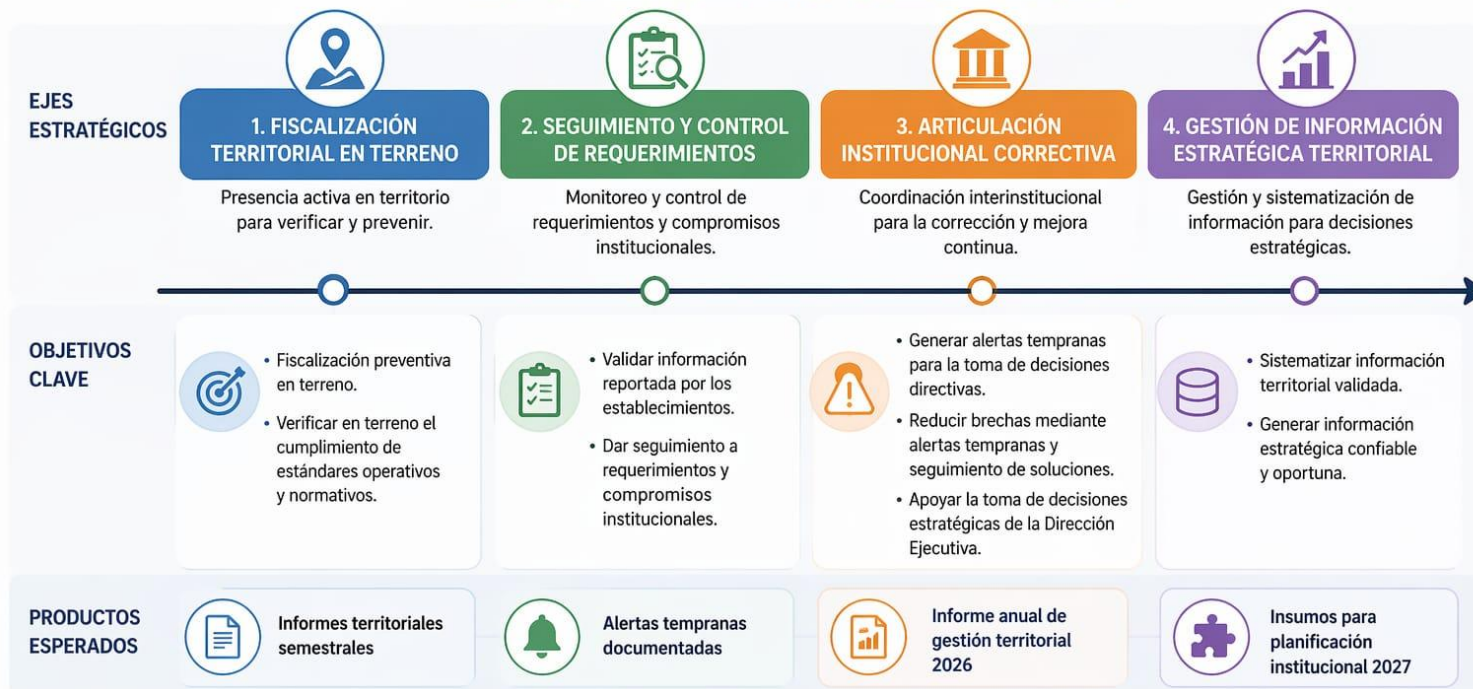 EJES
ESTRATÉGICOS
1. FISCALIZACIÓN
TERRITORIAL EN TERRENO
Presencia activa en territorio
para verificar y prevenir.
2. SEGUIMIENTO Y CONTROL
DE REQUERIMIENTOS
Monitoreo y control de
requerimientos y compromisos
institucionales.
3. ARTICULACIÓN
INSTITUCIONAL CORRECTIVA
Coordinación interinstitucional
para la corrección y mejora
continua.
4. GESTIÓN DE INFORMACIÓN
ESTRATÉGICA TERRITORIAL
Gestión y sistematización de
información para decisiones
estratégicas.
OBJETIVOS
CLAVE
• Fiscalización preventiva
en terreno.
• Verificar en terreno el
cumplimiento de
estándares operativos
y normativos.
• Validar información
reportada por los
establecimientos.
• Dar seguimiento a
requerimientos y
compromisos
institucionales.
• Generar alertas tempranas
para la toma de decisiones
directivas.
• Reducir brechas mediante
alertas tempranas y
seguimiento de soluciones.
• Apoyar la toma de decisiones
estratégicas de la Dirección
Ejecutiva.
• Sistematizar información
territorial validada.
• Generar información
estratégica confiable
y oportuna.
PRODUCTOS
ESPERADOS
Informes territoriales
semestrales
Alertas tempranas
documentadas
Informe anual de
gestión territorial
2026
Insumos para
planificación
institucional 2027